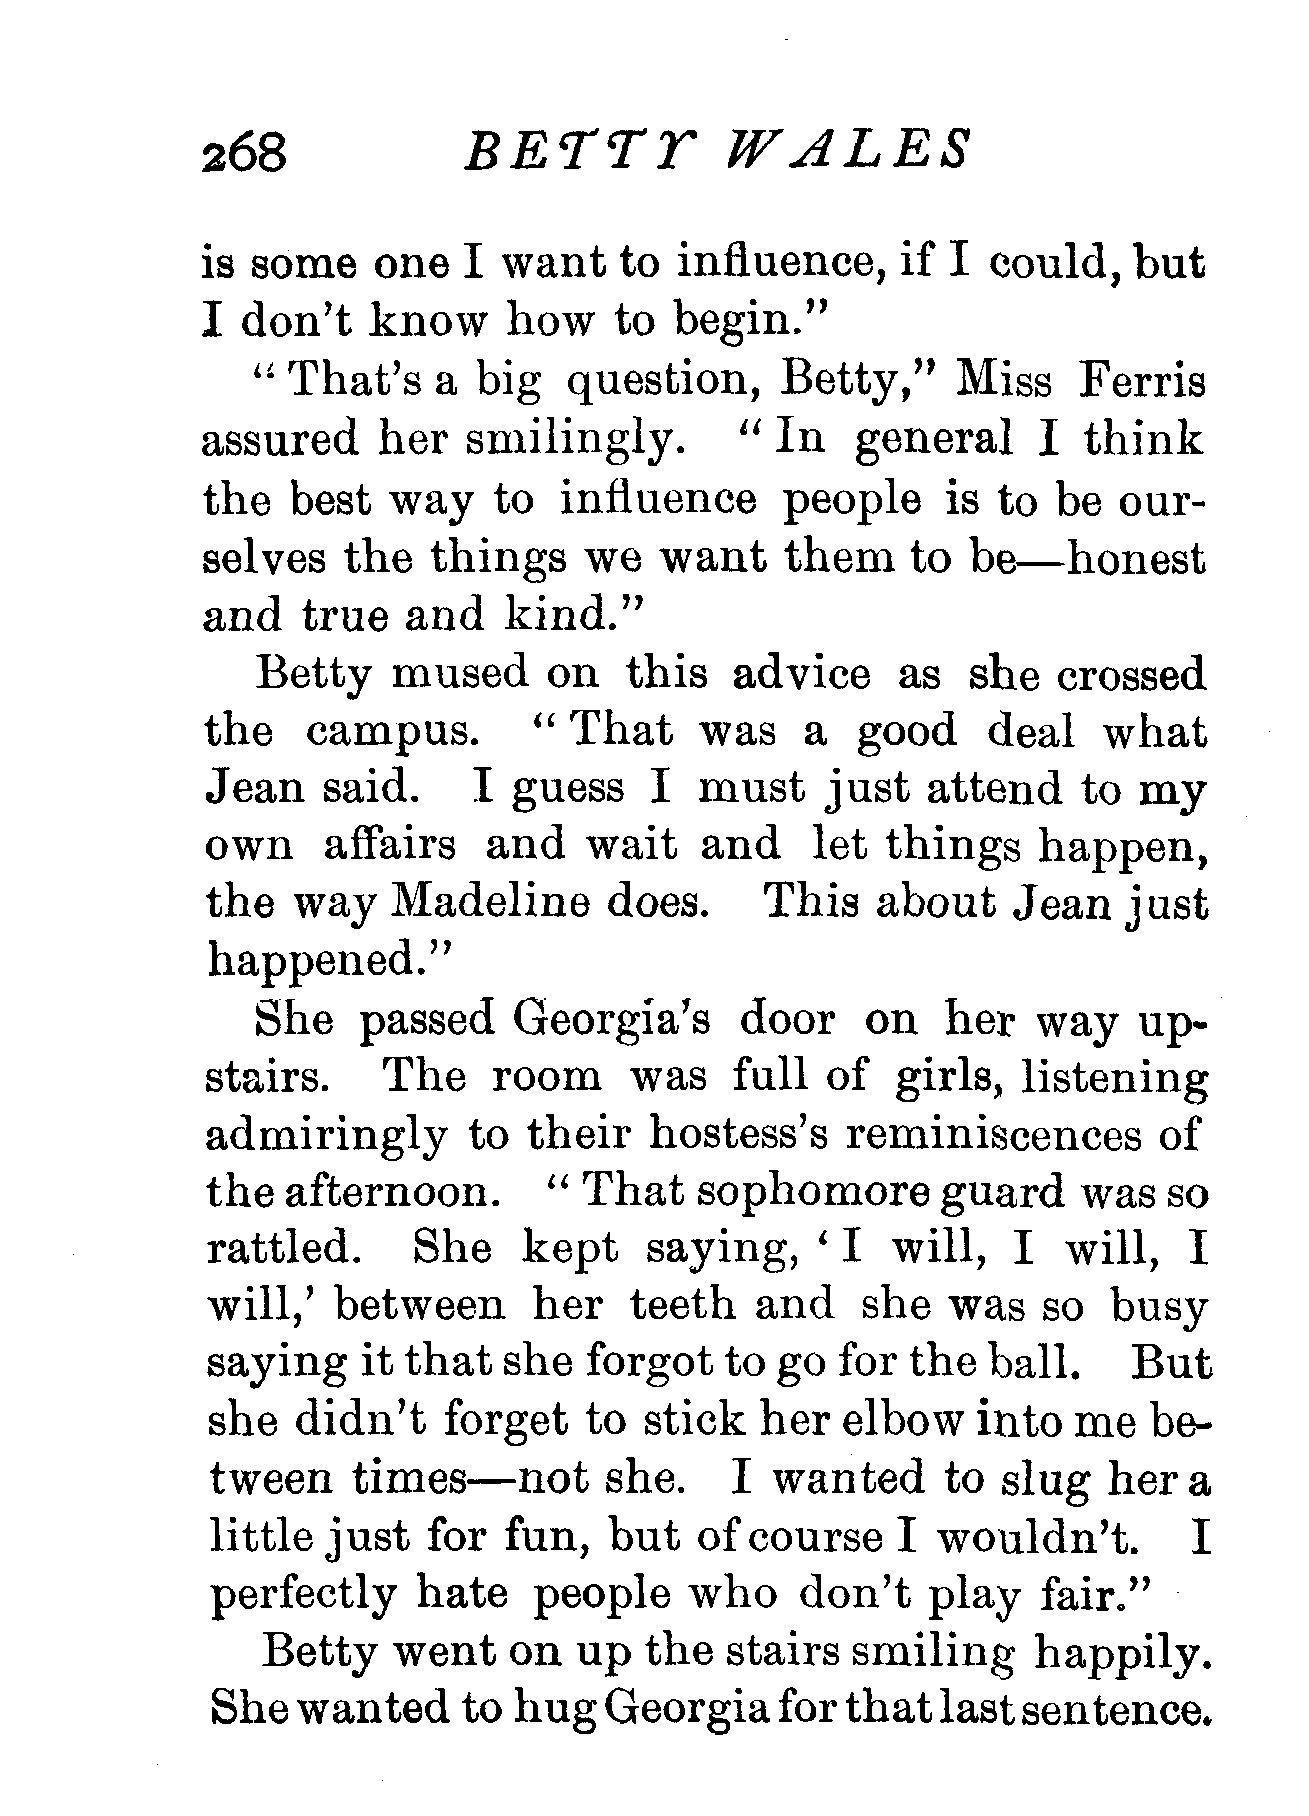 268 BETTY WALES
is some one I want to influence, if I could, but
I don't know how to begin."
"That's a big question, Betty," Miss Ferris
assured her smilingly. "In general I think
the best way to influence people is to be our-
selves the things we want them to be—honest
and true and kind."
Betty mused on this advice as she crossed
the campus. "That was a good deal what
Jean said. I guess I must just attend to my
own affairs and wait and let things happen,
the way Madeline does. This about Jean just
happened."
She passed Georgia's door on her way up-
stairs. The room was full of girls, listening
admiringly to their hostess's reminiscences of
the afternoon. "That sophomore guard was so
rattled. She kept saying, 'I will, I will, I
will,' between her teeth and she was so busy
saying it that she forgot to go for the ball. But
she didn't forget to stick her elbow into me be-
tween times—not she. I wanted to slug her a
little just for fun, but of course I wouldn't. I
perfectly hate people who don't play fair."
Betty went on up the stairs smiling happily.
She wanted to hug Georgia for that last sentence.